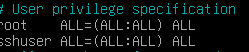 # User privilege specification
root    ALL=(ALL:ALL) ALL
sshuser ALL=(ALL:ALL) ALL